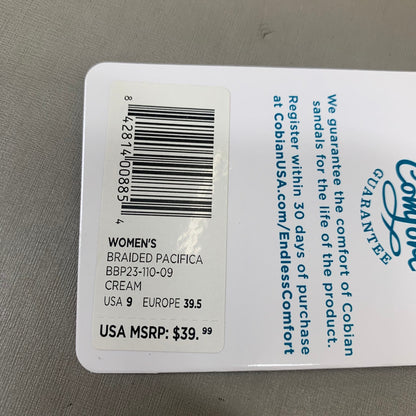 8 42814 00885 4
WOMEN'S
BRAIDED PACIFICA
BBP23-110-09
CREAM
USA 9 EUROPE 39.5
USA MSRP: $39.99
Comfort
GUARANTEE
We guarantee the comfort of Cobian
sandals for the life of the product.
Register within 30 days of purchase
at CobianUSA.com/EndlessComfort